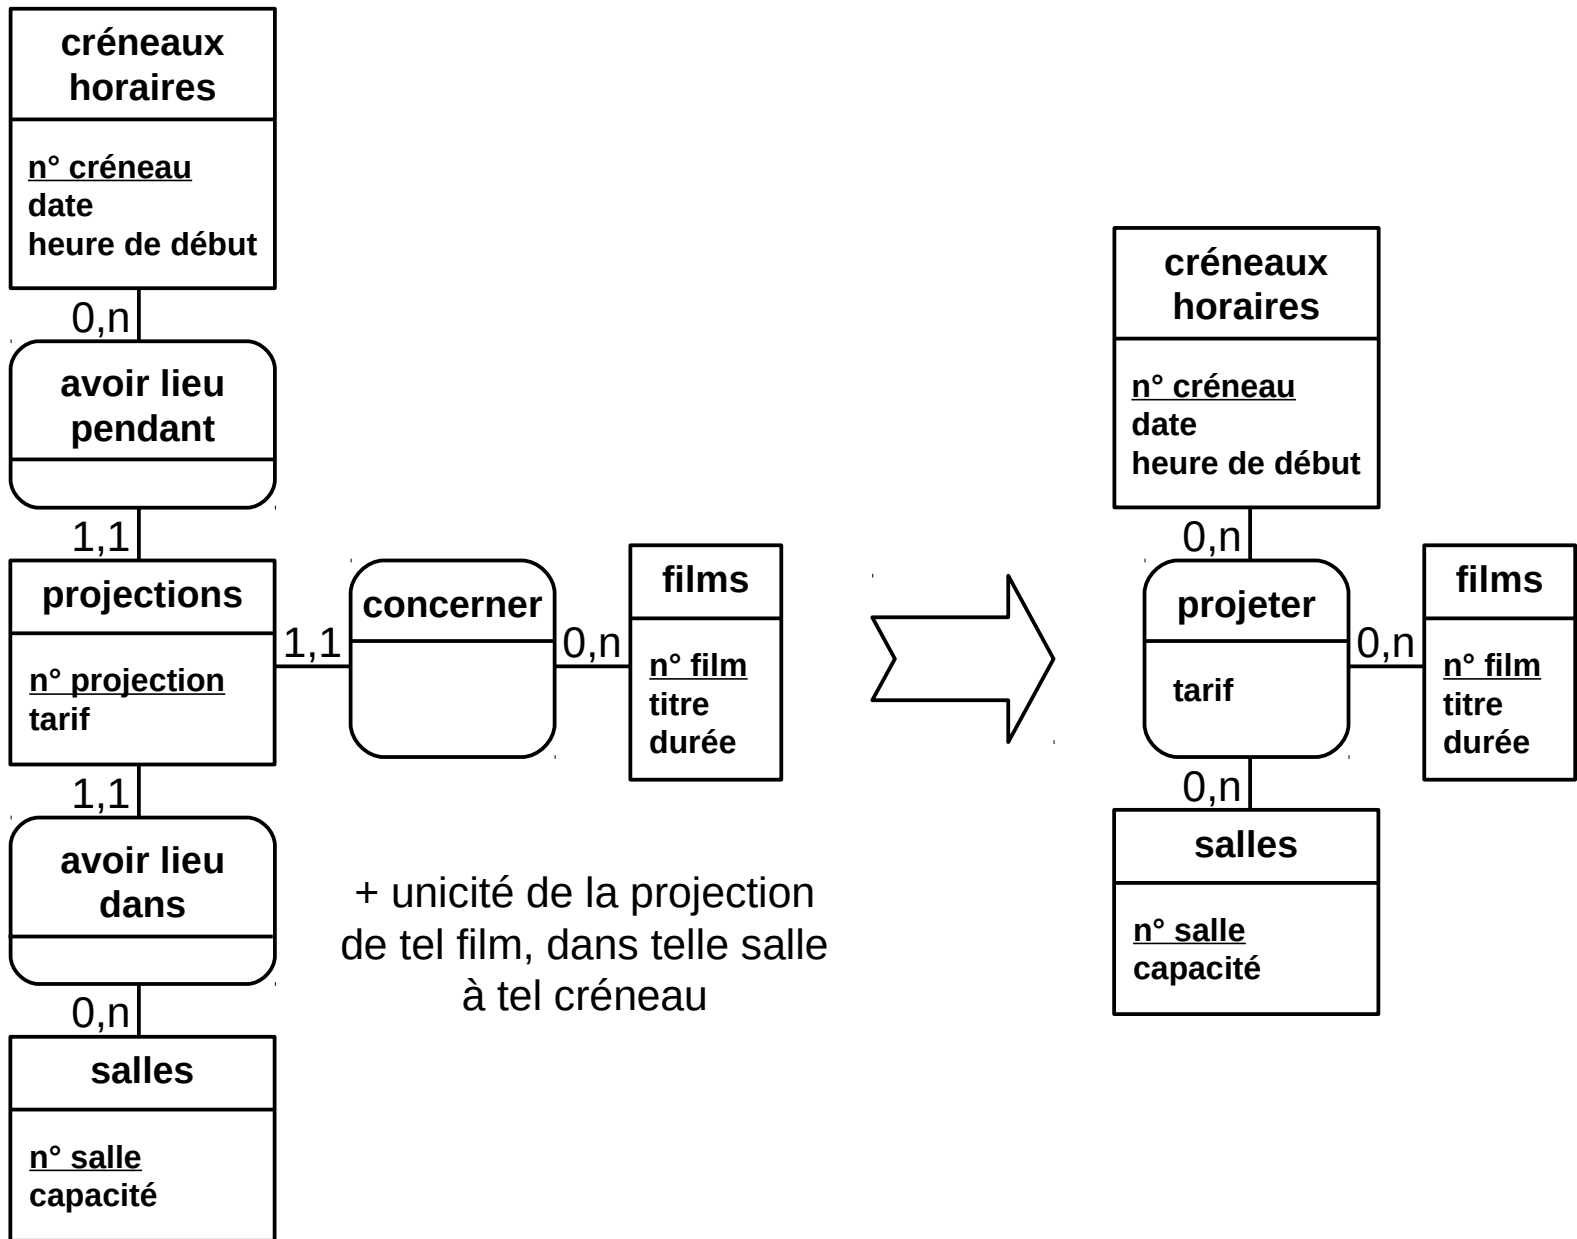 créneaux
horaires
n° créneau
date
heure de début
0,n
avoir lieu
pendant
1,1
projections
n° projection
tarif
1,1
concerner
0,n
films
n° film
titre
durée
1,1
avoir lieu
dans
0,n
salles
n° salle
capacité
+ unicité de la projection
de tel film, dans telle salle
à tel créneau
créneaux
horaires
n° créneau
date
heure de début
0,n
projeter
tarif
0,n
films
n° film
titre
durée
0,n
salles
n° salle
capacité